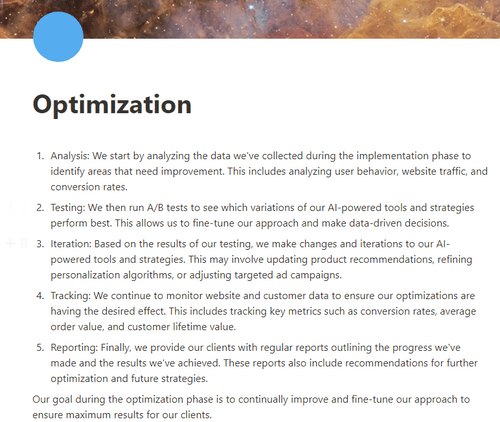 Optimization
1. Analysis: We start by analyzing the data we've collected during the implementation phase to
identify areas that need improvement. This includes analyzing user behavior, website traffic, and
conversion rates.
2. Testing: We then run A/B tests to see which variations of our AI-powered tools and strategies
perform best. This allows us to fine-tune our approach and make data-driven decisions.
3. Iteration: Based on the results of our testing, we make changes and iterations to our AI-
powered tools and strategies. This may involve updating product recommendations, refining
personalization algorithms, or adjusting targeted ad campaigns.
4. Tracking: We continue to monitor website and customer data to ensure our optimizations are
having the desired effect. This includes tracking key metrics such as conversion rates, average
order value, and customer lifetime value.
5. Reporting: Finally, we provide our clients with regular reports outlining the progress we've
made and the results we've achieved. These reports also include recommendations for further
optimization and future strategies.
Our goal during the optimization phase is to continually improve and fine-tune our approach to
ensure maximum results for our clients.